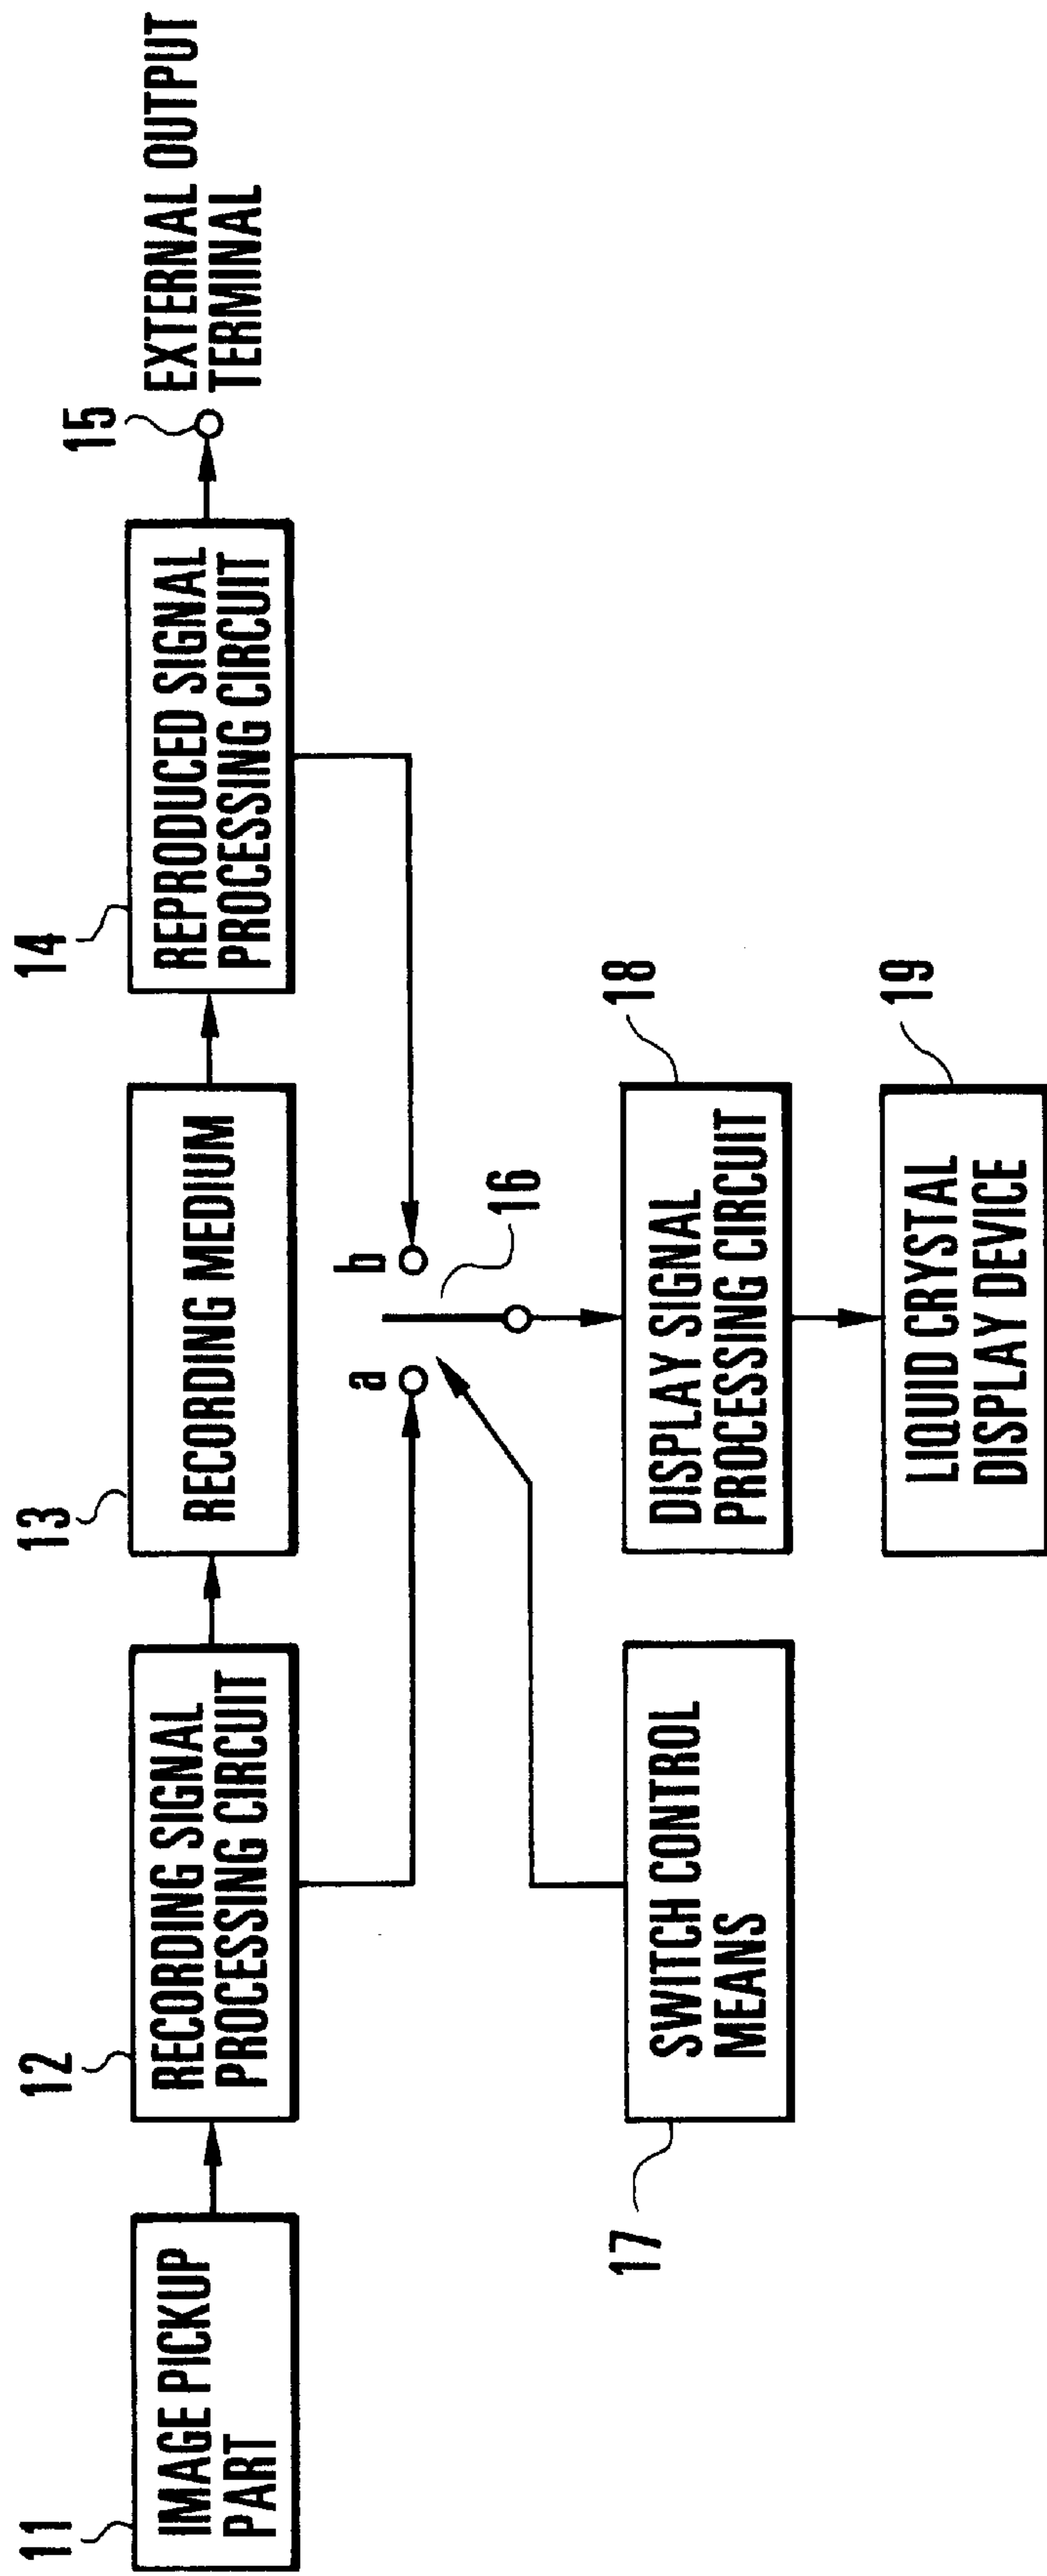 11
IMAGE PICKUP
PART
12
RECORDING SIGNAL
PROCESSING CIRCUIT
13
RECORDING MEDIUM
14
REPRODUCED SIGNAL
PROCESSING CIRCUIT
15
EXTERNAL OUTPUT
TERMINAL
a
b
16
17
SWITCH CONTROL
MEANS
18
DISPLAY SIGNAL
PROCESSING CIRCUIT
19
LIQUID CRYSTAL
DISPLAY DEVICE